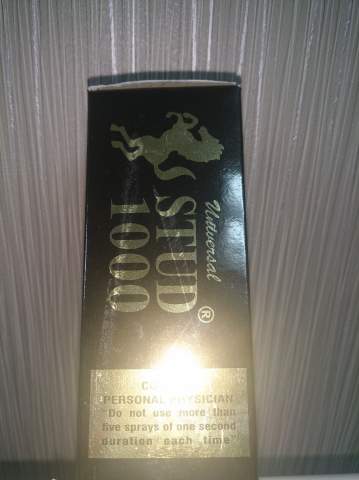 Universal
STUD
®
1000
PERSONAL PHYSICIAN
"Do not use more than
five sprays of one second
duration each time"